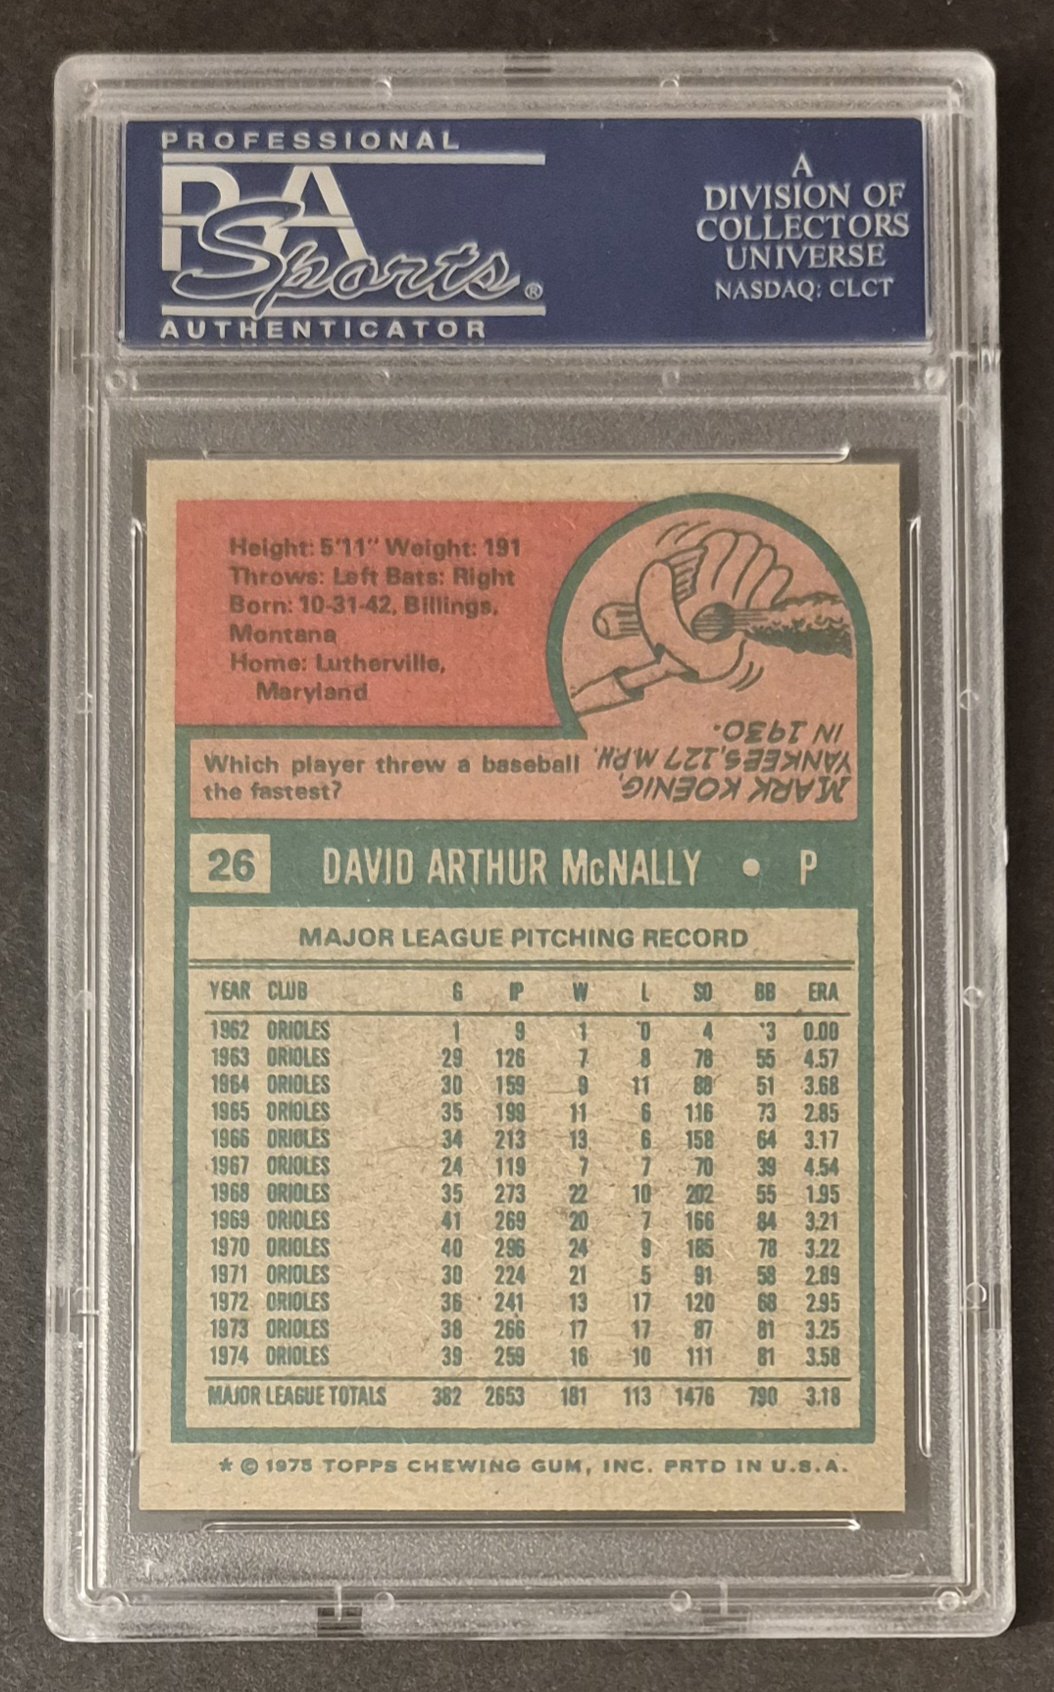 PROFESSIONAL
PSA
Sports®
AUTHENTICATOR
A
DIVISION OF
COLLECTORS
UNIVERSE
NASDAQ: CLCT
Height: 5'11" Weight: 191
Throws: Left Bats: Right
Born: 10-31-42, Billings,
Montana
Home: Lutherville,
Maryland
Which player threw a baseball
the fastest?
MARK KOENIG,
YANKEES, 127 M.P.H.
IN 1930.
26 DAVID ARTHUR McNALLY • P
MAJOR LEAGUE PITCHING RECORD
YEAR CLUB G IP W L SO BB ERA
1962 ORIOLES 1 9 1 0 4 3 0.00
1963 ORIOLES 29 126 7 8 78 55 4.57
1964 ORIOLES 30 159 9 11 88 51 3.68
1965 ORIOLES 35 199 11 6 116 73 2.85
1966 ORIOLES 34 213 13 6 158 64 3.17
1967 ORIOLES 24 119 7 7 70 39 4.54
1968 ORIOLES 35 273 22 10 202 55 1.95
1969 ORIOLES 41 269 20 7 166 84 3.21
1970 ORIOLES 40 296 24 9 185 78 3.22
1971 ORIOLES 30 224 21 5 91 58 2.89
1972 ORIOLES 36 241 13 17 120 68 2.95
1973 ORIOLES 38 266 17 17 87 81 3.25
1974 ORIOLES 39 259 16 10 111 81 3.58
MAJOR LEAGUE TOTALS 382 2653 181 113 1476 790 3.18
* © 1975 TOPPS CHEWING GUM, INC. PRTD IN U.S.A.